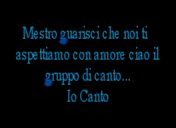 Mestro guarisci che noi ti
aspettiamo con amore ciao il
gruppo di canto...
Io Canto